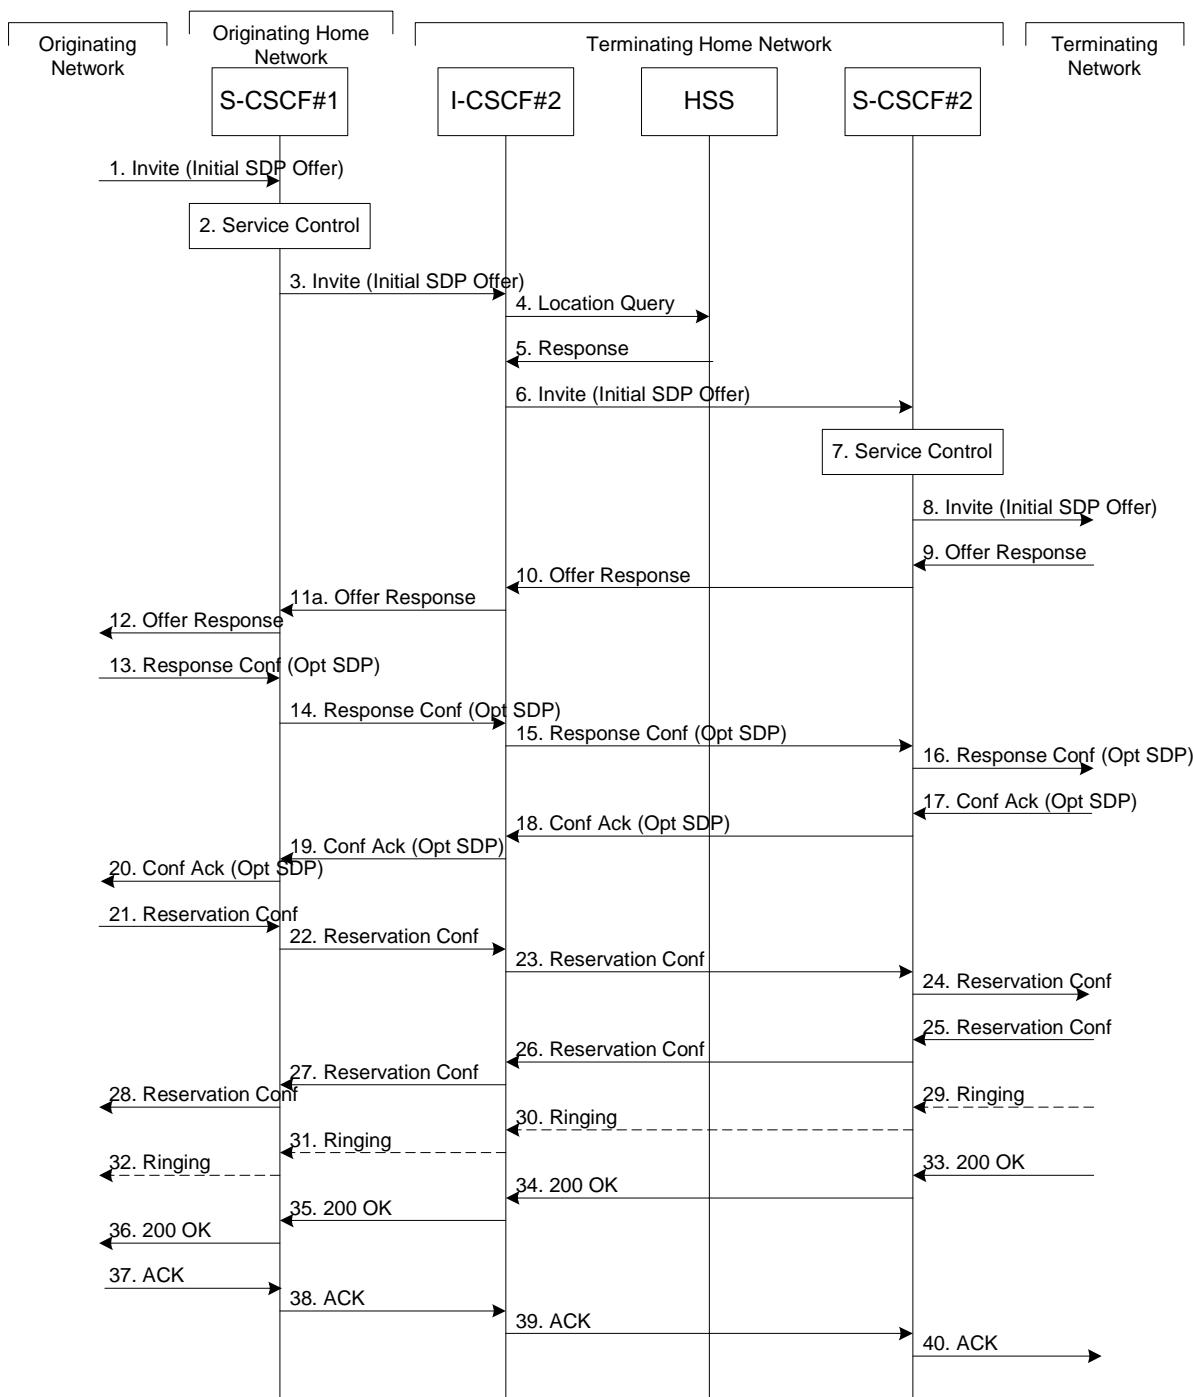 Originating
Network
Originating Home
Network
Terminating Home Network
Terminating
Network
S-CSCF#1
I-CSCF#2
HSS
S-CSCF#2
1. Invite (Initial SDP Offer)
2. Service Control
3. Invite (Initial SDP Offer)
4. Location Query
5. Response
6. Invite (Initial SDP Offer)
7. Service Control
8. Invite (Initial SDP Offer)
9. Offer Response
10. Offer Response
11a. Offer Response
12. Offer Response
13. Response Conf (Opt SDP)
14. Response Conf (Opt SDP)
15. Response Conf (Opt SDP)
16. Response Conf (Opt SDP)
17. Conf Ack (Opt SDP)
18. Conf Ack (Opt SDP)
19. Conf Ack (Opt SDP)
20. Conf Ack (Opt SDP)
21. Reservation Conf
22. Reservation Conf
23. Reservation Conf
24. Reservation Conf
25. Reservation Conf
26. Reservation Conf
27. Reservation Conf
28. Reservation Conf
29. Ringing
30. Ringing
31. Ringing
32. Ringing
33. 200 OK
34. 200 OK
35. 200 OK
36. 200 OK
37. ACK
38. ACK
39. ACK
40. ACK